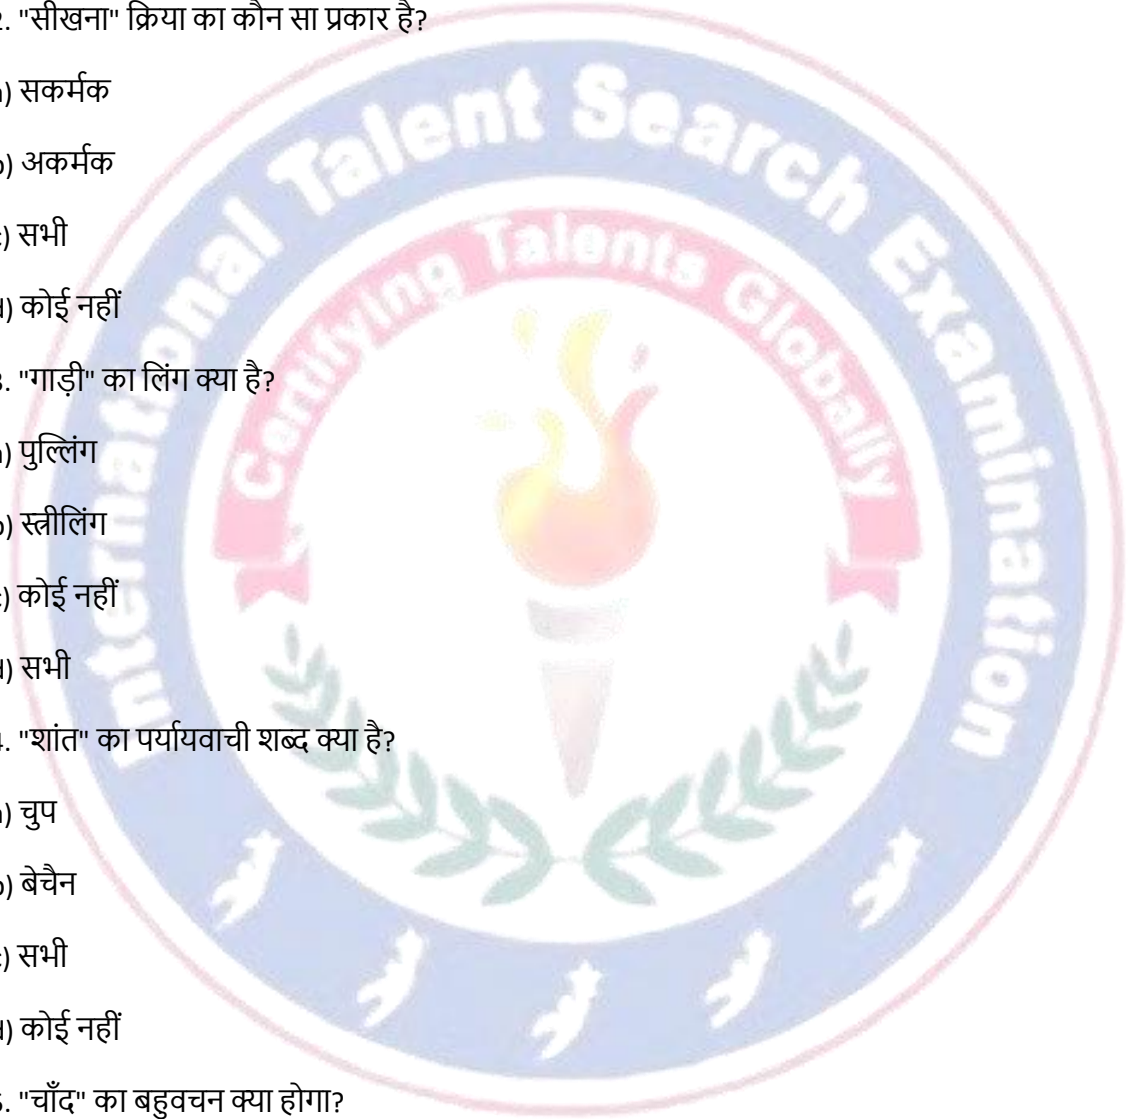 2. "सीखना" क्रिया का कौन सा प्रकार है?
a) सकर्मक
b) अकर्मक
c) सभी
d) कोई नहीं
3. "गाड़ी" का लिंग क्या है?
a) पुल्लिंग
b) स्त्रीलिंग
c) कोई नहीं
d) सभी
4. "शांत" का पर्यायवाची शब्द क्या है?
a) चुप
b) बेचैन
c) सभी
d) कोई नहीं
5. "चाँद" का बहुवचन क्या होगा?
International Talent Search Examination
Certifying Talents Globally